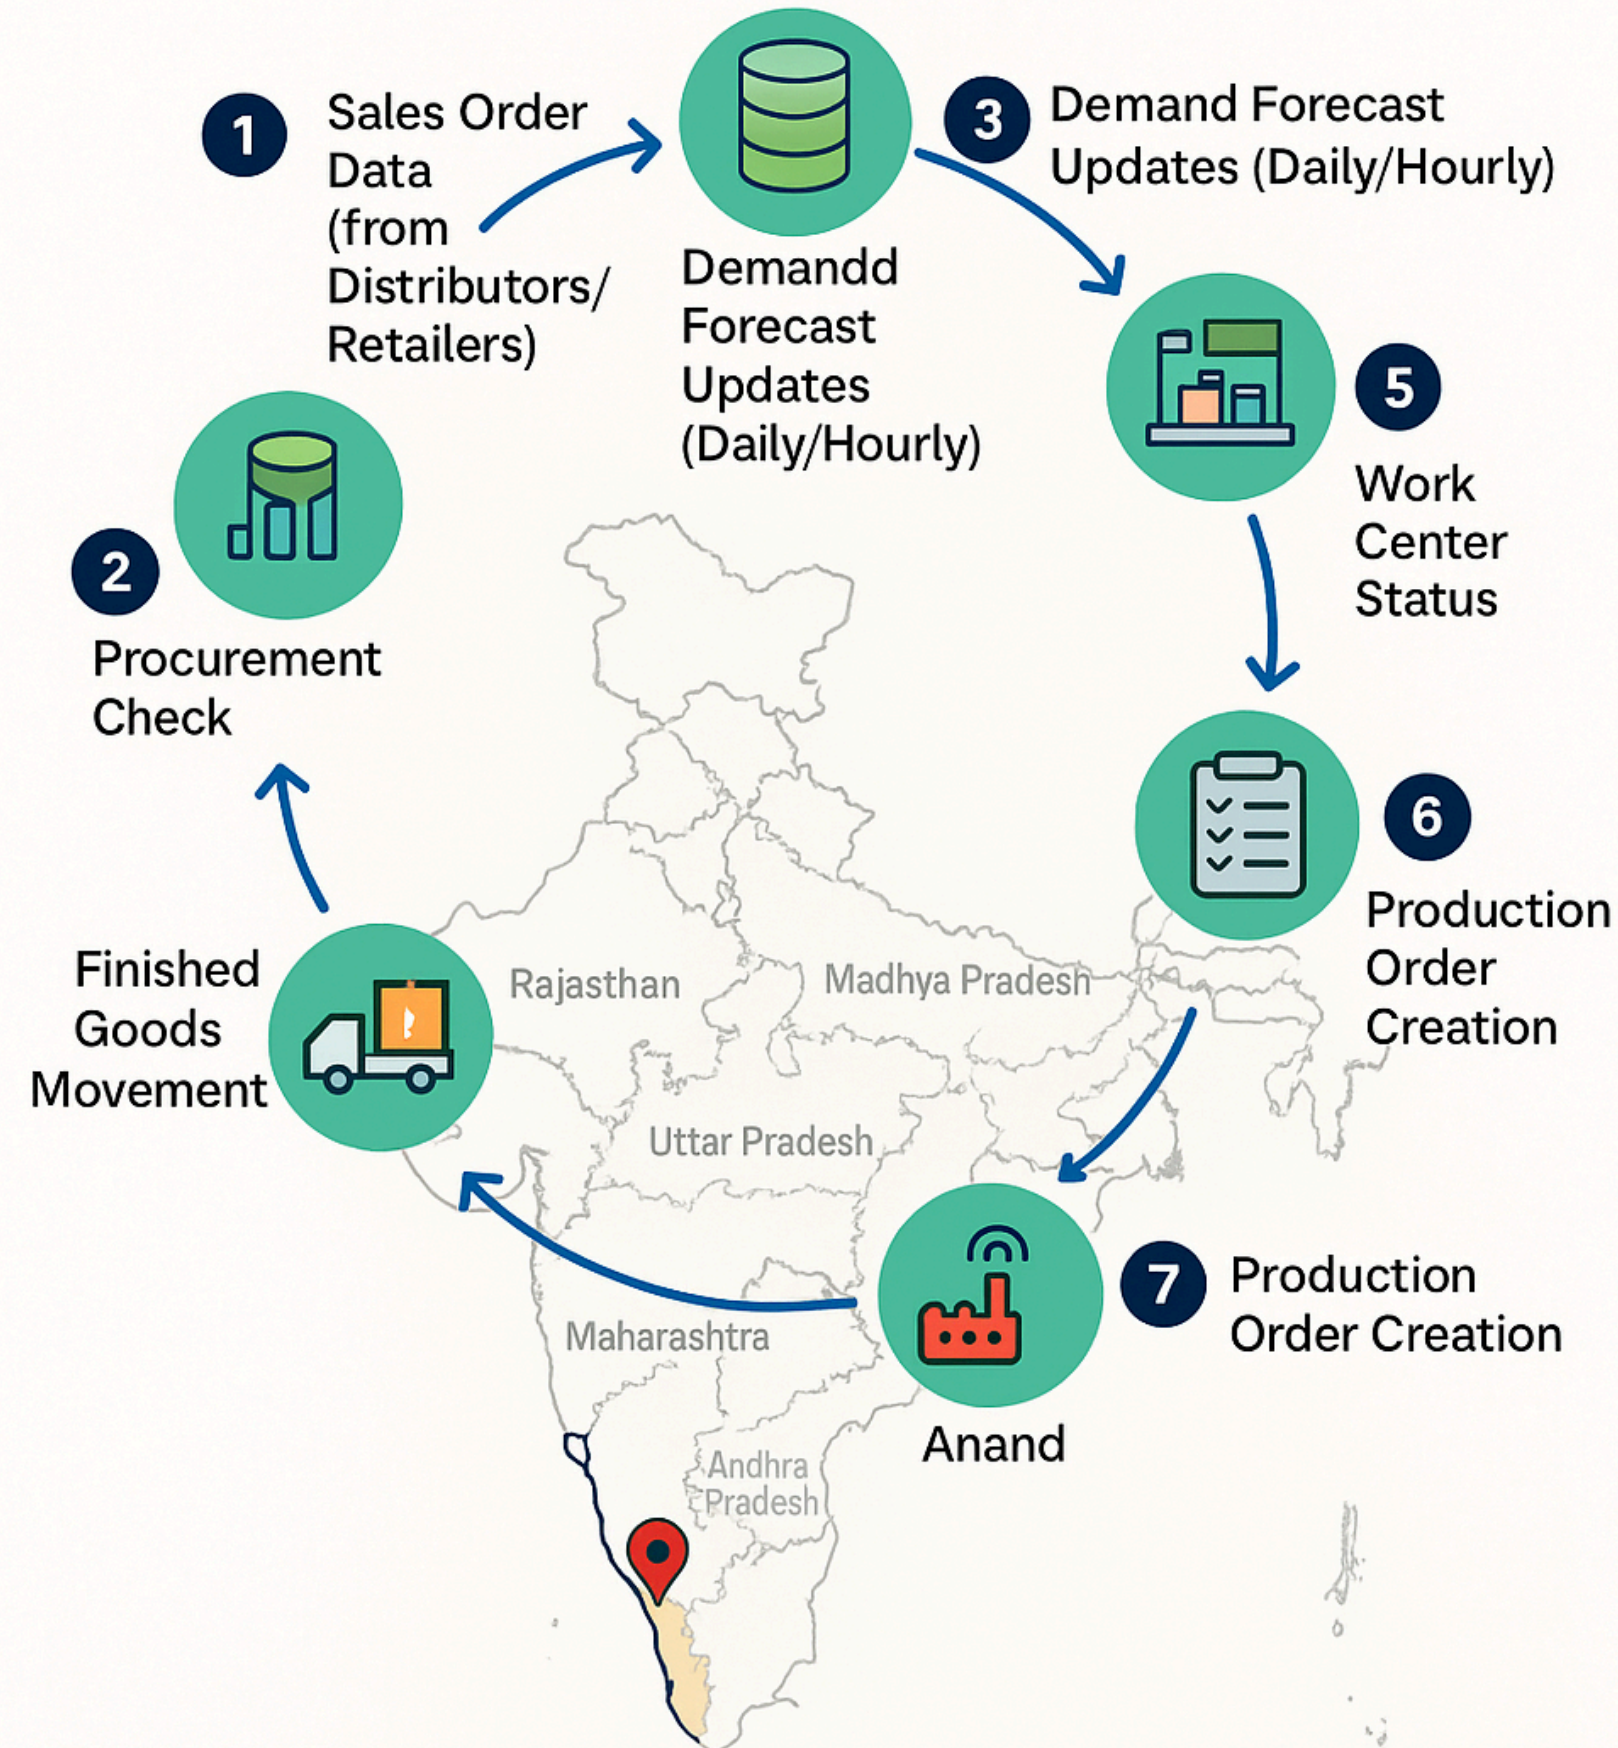 1
Sales Order
Data
(from
Distributors/
Retailers)
Demandd
Forecast
Updates
(Daily/Hourly)
3
Demand Forecast
Updates (Daily/Hourly)
5
Work
Center
Status
2
Procurement
Check
6
Production
Order
Creation
Finished
Goods
Movement
Rajasthan
Madhya Pradesh
Uttar Pradesh
Maharashtra
Andhra
Pradesh
7
Production
Order Creation
Anand